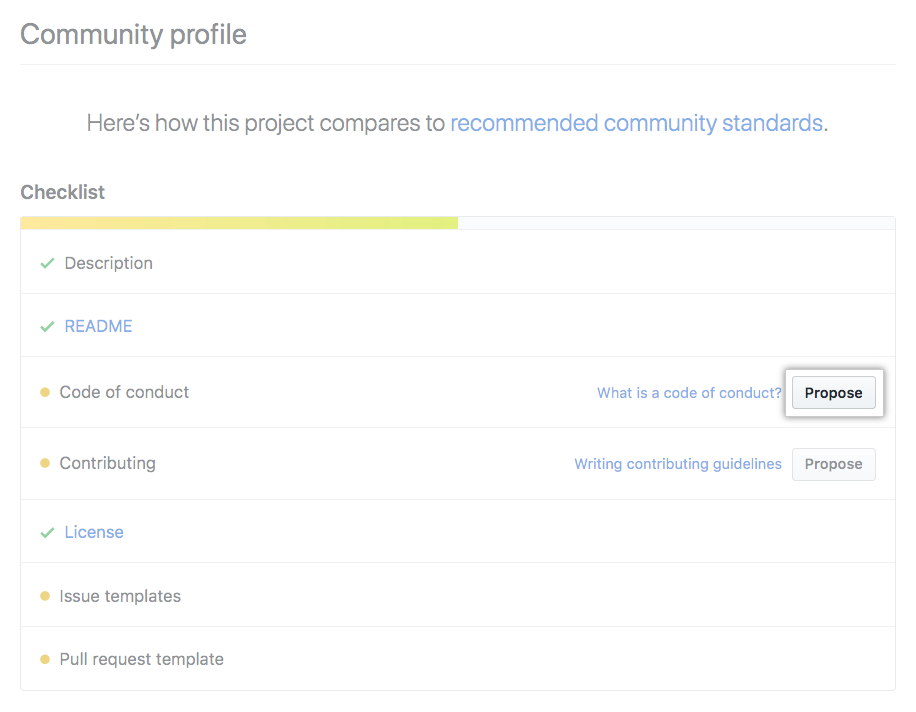 Community profile
Here’s how this project compares to recommended community standards.
Checklist
Description
README
Code of conduct What is a code of conduct? Propose
Contributing Writing contributing guidelines Propose
License
Issue templates
Pull request template